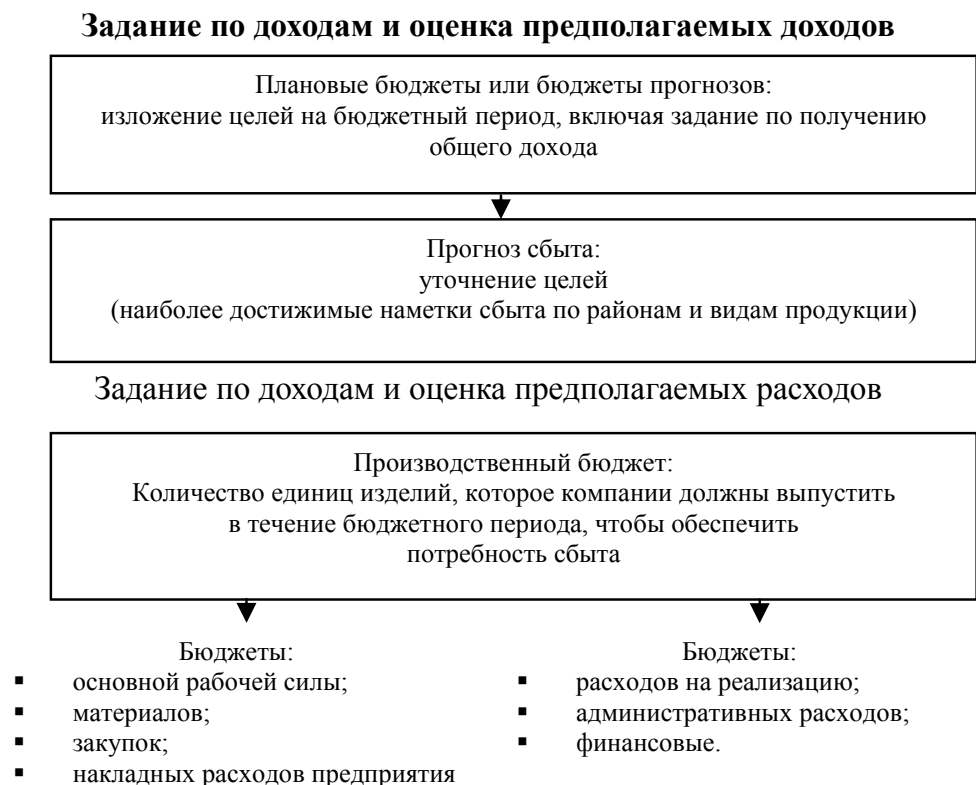 Задание по доходам и оценка предполагаемых доходов
Плановые бюджеты или бюджеты прогнозов:
изложение целей на бюджетный период, включая задание по получению
общего дохода
Прогноз сбыта:
уточнение целей
(наиболее достижимые наметки сбыта по районам и видам продукции)
Задание по доходам и оценка предполагаемых расходов
Производственный бюджет:
Количество единиц изделий, которое компании должны выпустить
в течение бюджетного периода, чтобы обеспечить
потребность сбыта
Бюджеты:
основной рабочей силы;
материалов;
закупок;
накладных расходов предприятия
Бюджеты:
расходов на реализацию;
административных расходов;
финансовые.